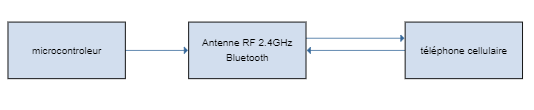 microcontroleur
Antenne RF 2.4GHz
Bluetooth
téléphone cellulaire